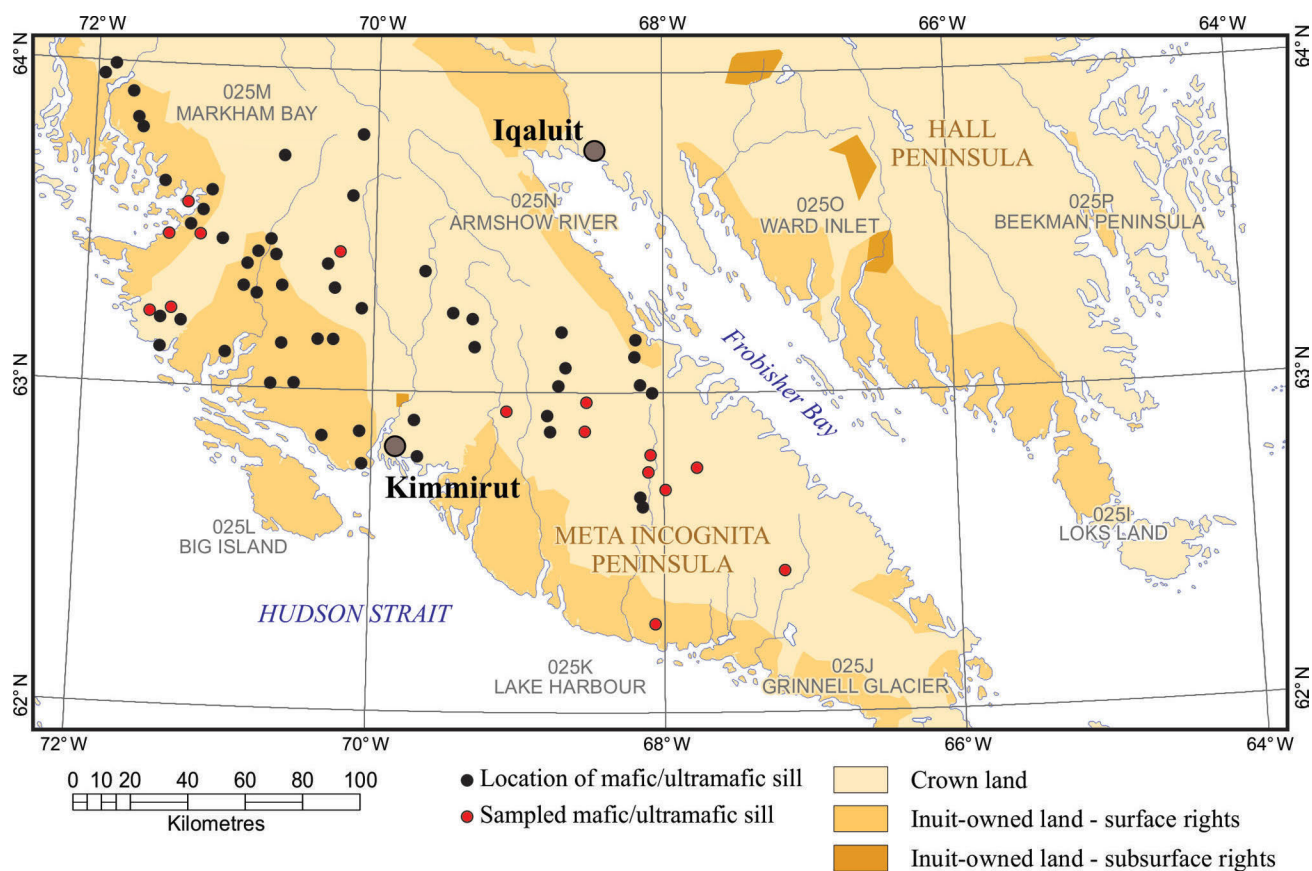 72°W
70°W
68°W
66°W
64°W
64°N
64°N
025M
MARKHAM BAY
Iqaluit
HALL
PENINSULA
025N
ARMSHOW RIVER
025O
WARD INLET
025P
BEEKMAN PENINSULA
63°N
63°N
Frobisher Bay
Kimmirut
025L
BIG ISLAND
META INCOGNITA
PENINSULA
025I
LOKS LAND
HUDSON STRAIT
025K
LAKE HARBOUR
025J
GRINNELL GLACIER
62°N
62°N
72°W
70°W
68°W
66°W
64°W
0 10 20 40 60 80 100
Kilometres
Location of mafic/ultramafic sill
Sampled mafic/ultramafic sill
Crown land
Inuit-owned land - surface rights
Inuit-owned land - subsurface rights